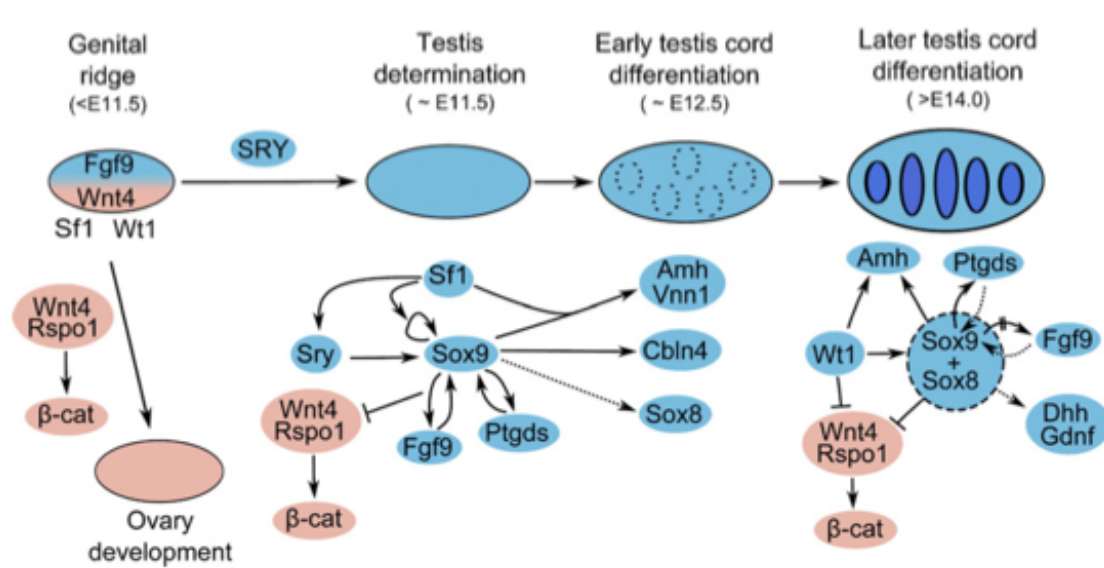 Genital
ridge
(<E11.5)
Testis
determination
( ~ E11.5)
Early testis cord
differentiation
( ~ E12.5)
Later testis cord
differentiation
( >E14.0)
SRY
Fgf9
Wnt4
Sf1 Wt1
Wnt4
Rspo1
β-cat
Ovary
development
Sf1
Amh
Vnn1
Sry
Sox9
Cbln4
Wnt4
Rspo1
Fgf9
Ptgds
Sox8
β-cat
Amh
Ptgds
Wt1
Sox9
+
Sox8
Fgf9
Dhh
Gdnf
Wnt4
Rspo1
β-cat